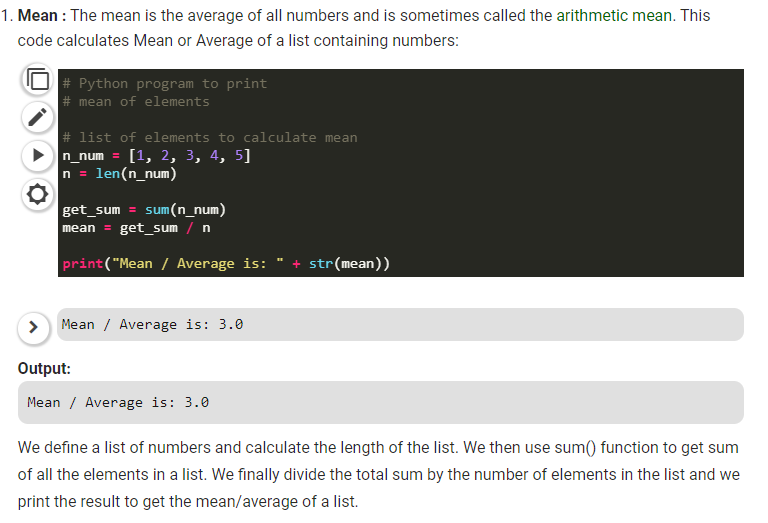 1. Mean : The mean is the average of all numbers and is sometimes called the arithmetic mean. This
code calculates Mean or Average of a list containing numbers:
# Python program to print
# mean of elements
# list of elements to calculate mean
n_num = [1, 2, 3, 4, 5]
n = len(n_num)
get_sum = sum(n_num)
mean = get_sum / n
print("Mean / Average is: " + str(mean))
Mean / Average is: 3.0
Output:
Mean / Average is: 3.0
We define a list of numbers and calculate the length of the list. We then use sum() function to get sum
of all the elements in a list. We finally divide the total sum by the number of elements in the list and we
print the result to get the mean/average of a list.